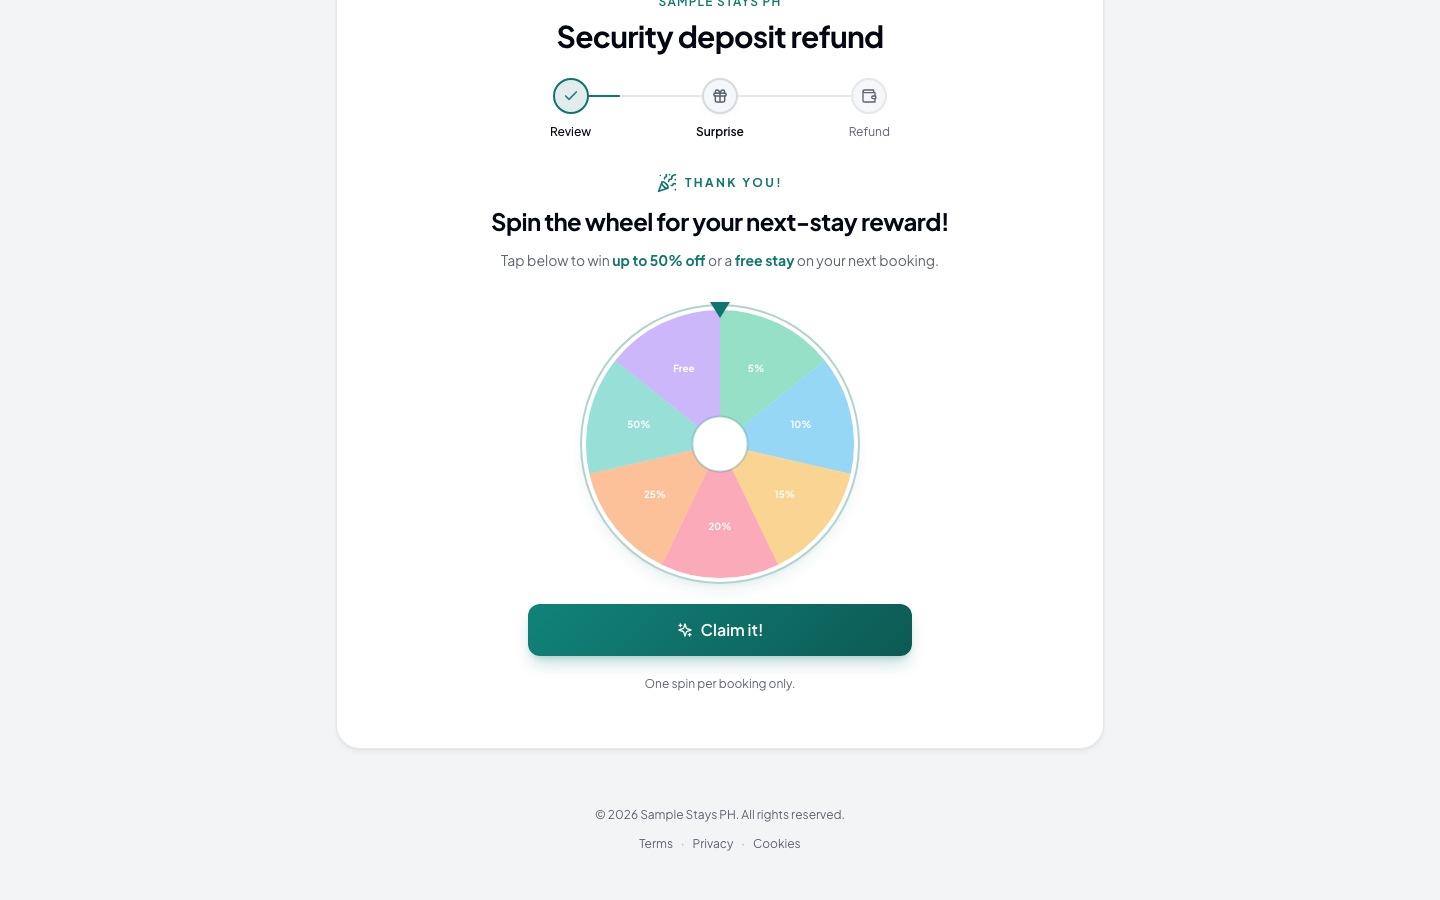 SAMPLE STAYS PH
Security deposit refund
Review
Surprise
Refund
THANK YOU!
Spin the wheel for your next-stay reward!
Tap below to win up to 50% off or a free stay on your next booking.
Free
5%
50%
10%
25%
15%
20%
Claim it!
One spin per booking only.
© 2026 Sample Stays PH. All rights reserved.
Terms · Privacy · Cookies